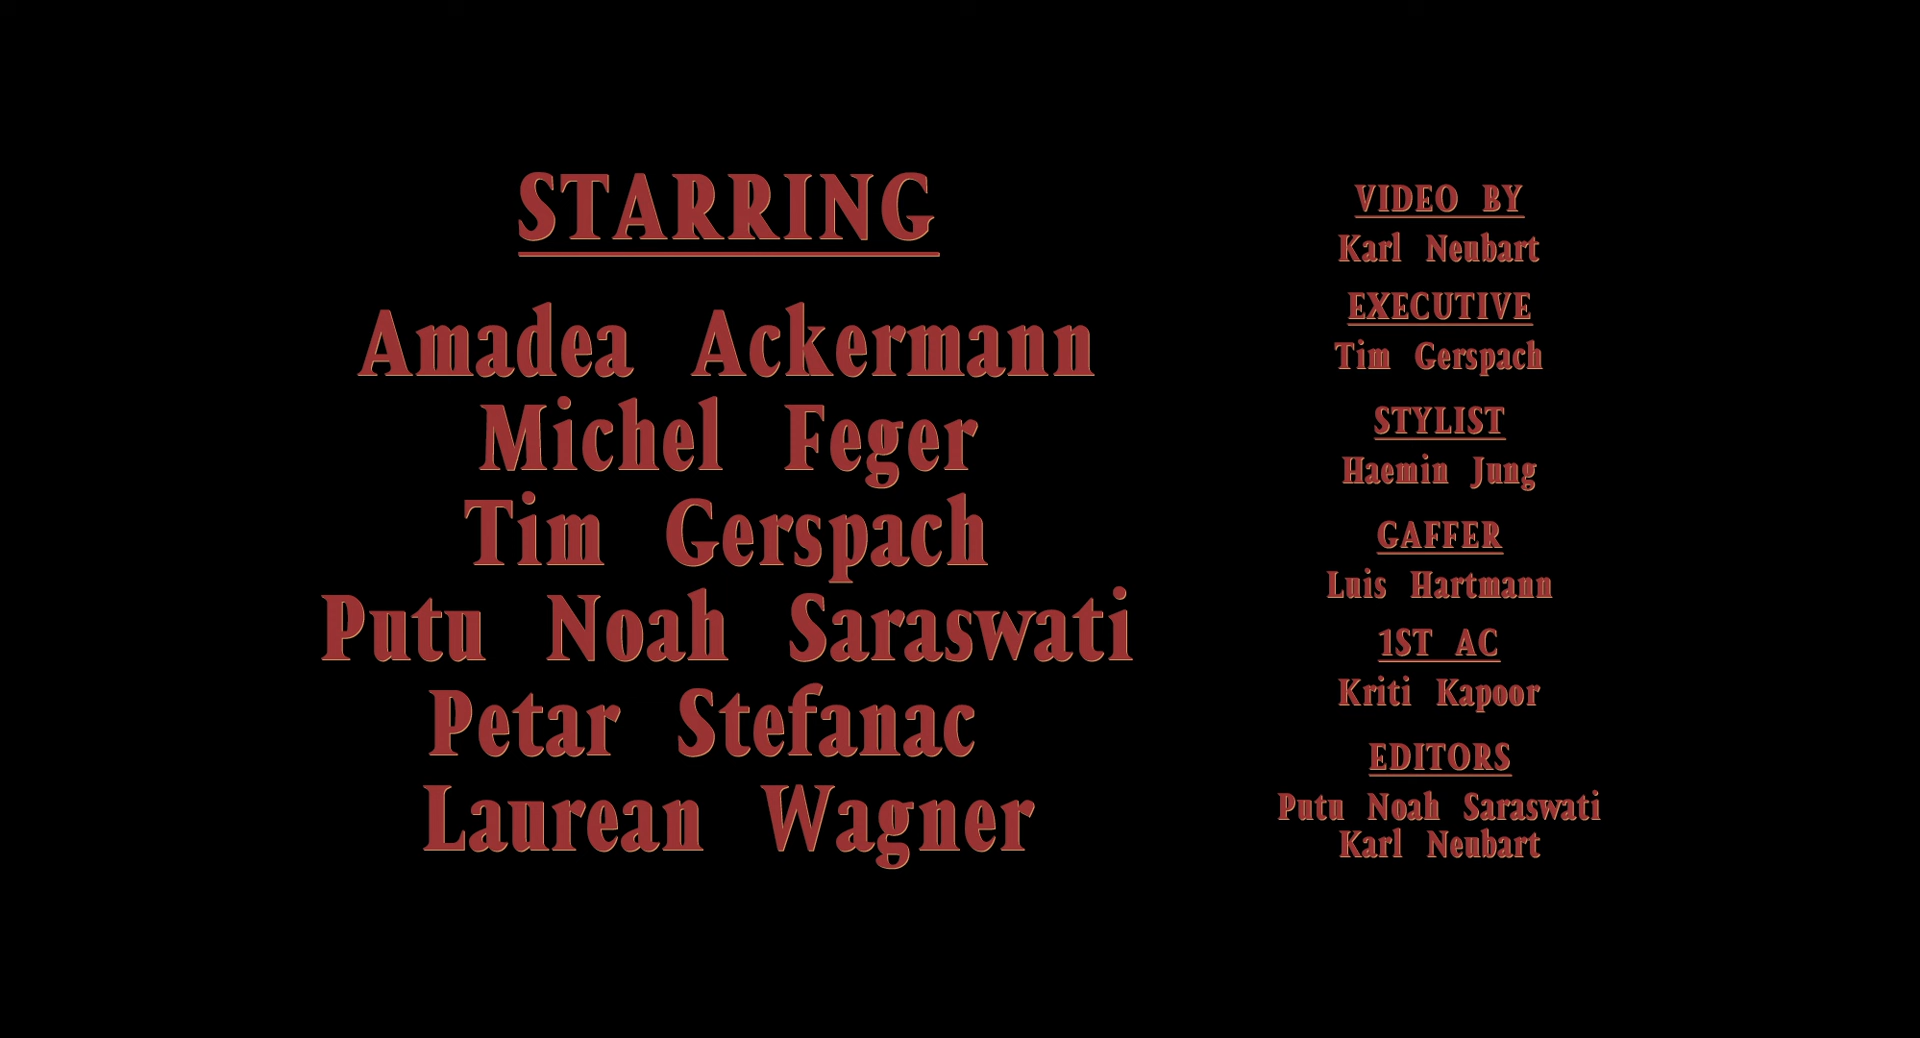 STARRING
Amadea Ackermann
Michel Feger
Tim Gerspach
Putu Noah Saraswati
Petar Stefanac
Laurean Wagner
VIDEO BY
Karl Neubart
EXECUTIVE
Tim Gerspach
STYLIST
Haemin Jung
GAFFER
Luis Hartmann
1ST AC
Kriti Kapoor
EDITORS
Putu Noah Saraswati
Karl Neubart